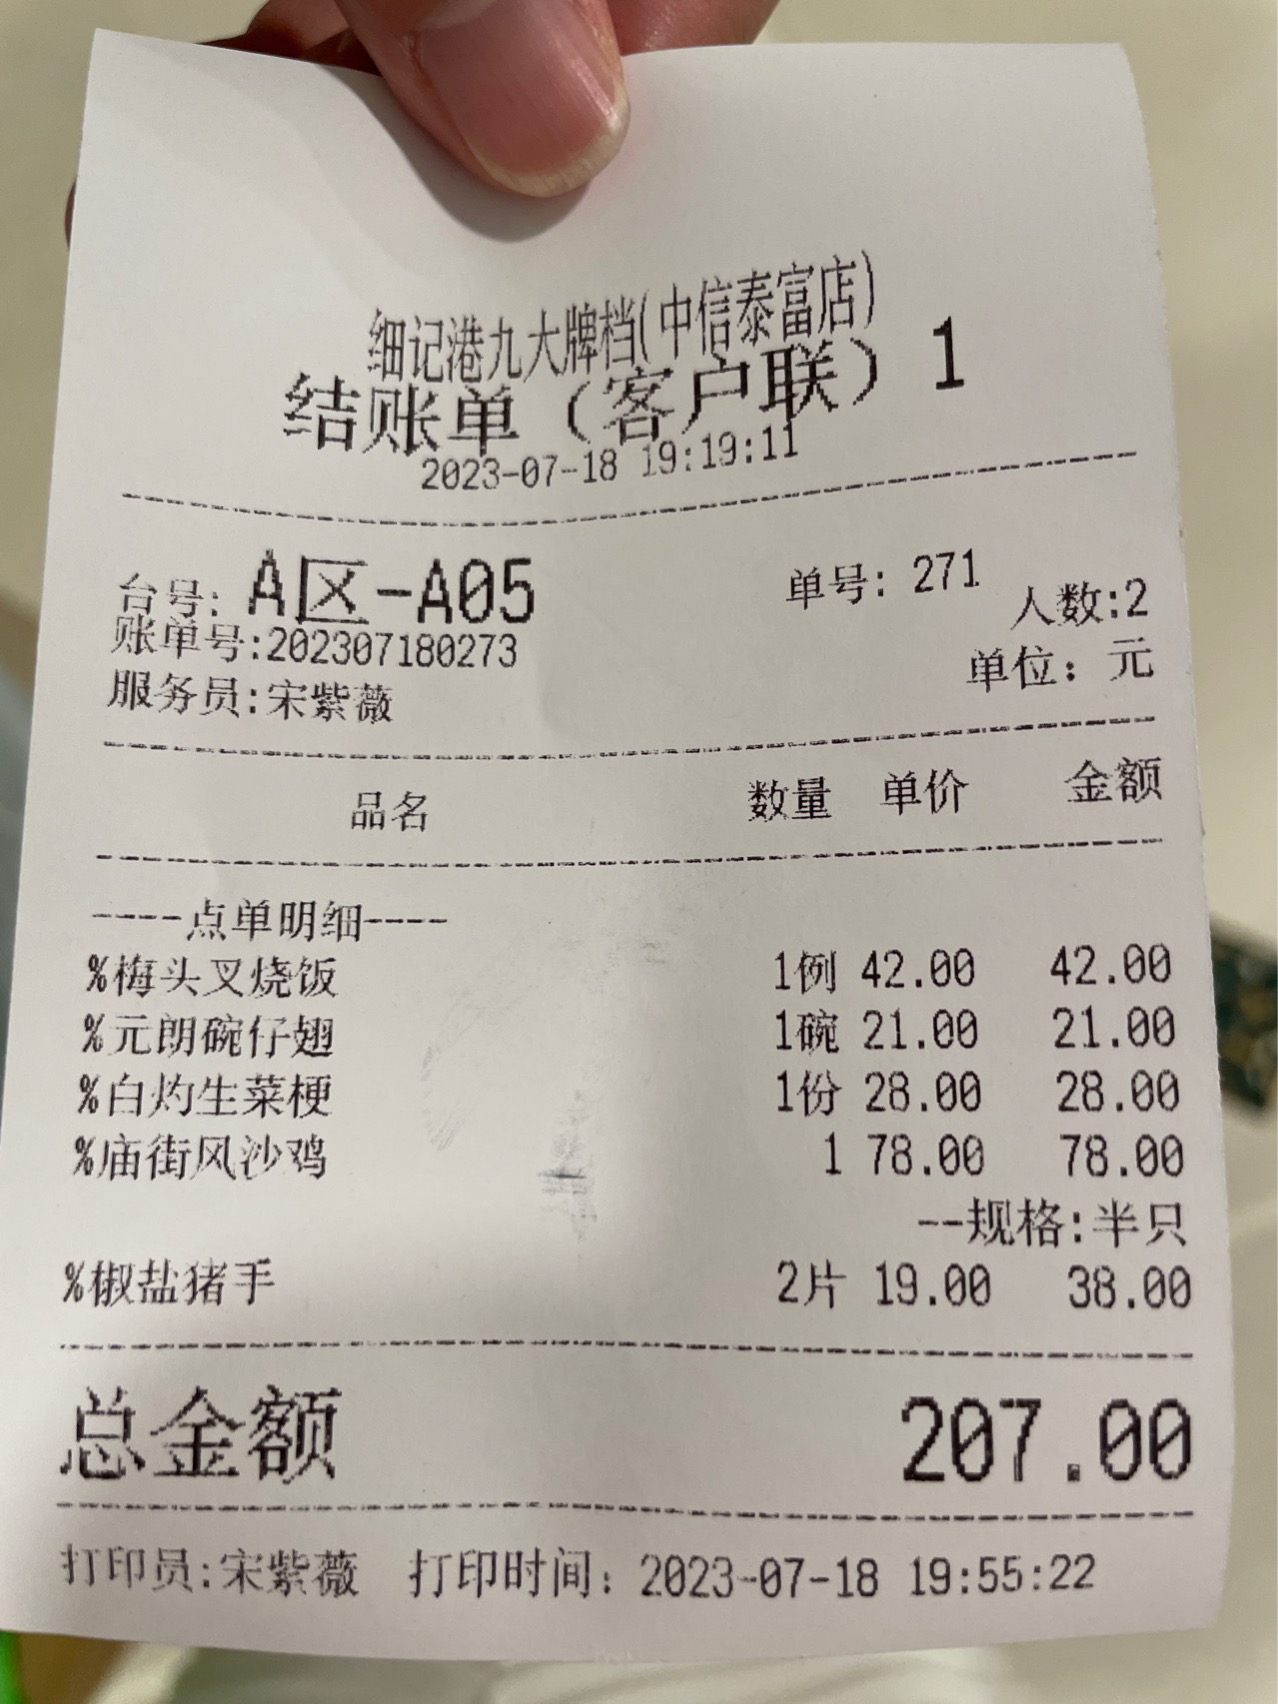 细记港九大牌档(中信泰富店)
结账单（客户联）1
2023-07-18 19:19:11
台号: A区-A05 单号: 271
人数:2
账单号:202307180273
单位: 元
服务员:宋紫薇
品名 数量 单价 金额
----点单明细----
%梅头叉烧饭 1例 42.00 42.00
%元朗碗仔翅 1碗 21.00 21.00
%白灼生菜梗 1份 28.00 28.00
%庙街风沙鸡 1 78.00 78.00
--规格:半只
%椒盐猪手 2片 19.00 38.00
总金额 207.00
打印员:宋紫薇 打印时间: 2023-07-18 19:55:22